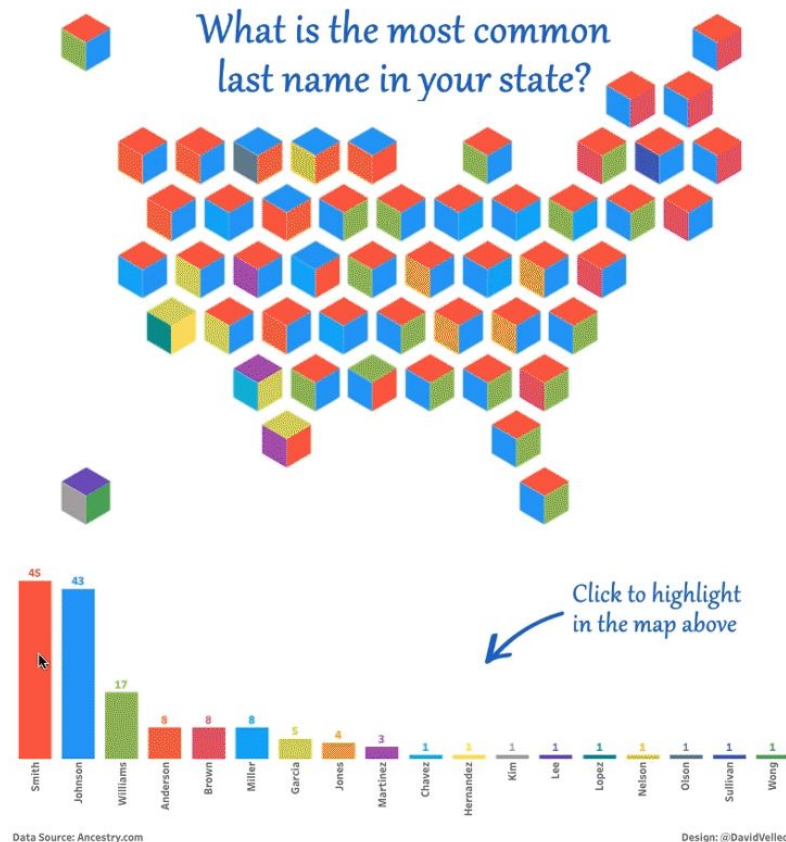 What is the most common
last name in your state?
Click to highlight
in the map above
45
43
17
8
8
8
5
4
3
1
1
1
1
1
1
1
1
1
Smith
Johnson
Williams
Anderson
Brown
Miller
Garcia
Jones
Martinez
Chavez
Hernandez
Kim
Lee
Lopez
Nelson
Olson
Sullivan
Wong
Data Source: Ancestry.com
Design: @DavidVellec